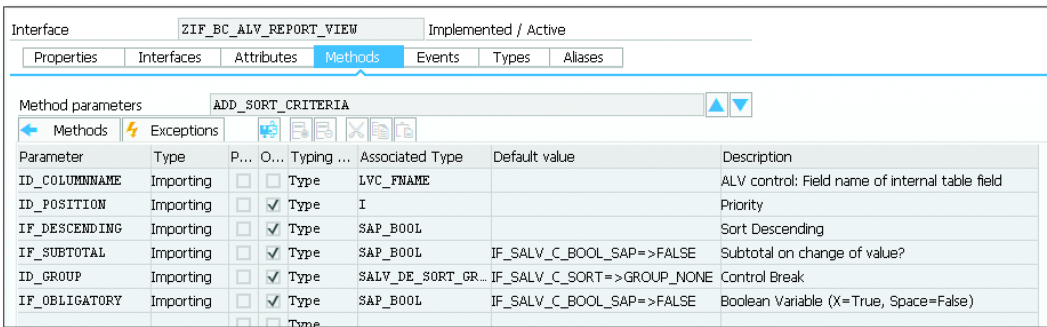 Interface ZIF_BC_ALV_REPORT_VIEW Implemented / Active
Properties Interfaces Attributes Methods Events Types Aliases
Method parameters ADD_SORT_CRITERIA
Methods Exceptions
Parameter Type P... O... Typing ... Associated Type Default value Description
ID_COLUMNNAME Importing Type LVC_FNAME ALV control: Field name of internal table field
ID_POSITION Importing Type I Priority
IF_DESCENDING Importing Type SAP_BOOL Sort Descending
IF_SUBTOTAL Importing Type SAP_BOOL IF_SALV_C_BOOL_SAP=>FALSE Subtotal on change of value?
ID_GROUP Importing Type SALV_DE_SORT_GR... IF_SALV_C_SORT=>GROUP_NONE Control Break
IF_OBLIGATORY Importing Type SAP_BOOL IF_SALV_C_BOOL_SAP=>FALSE Boolean Variable (X=True, Space=False)
Type